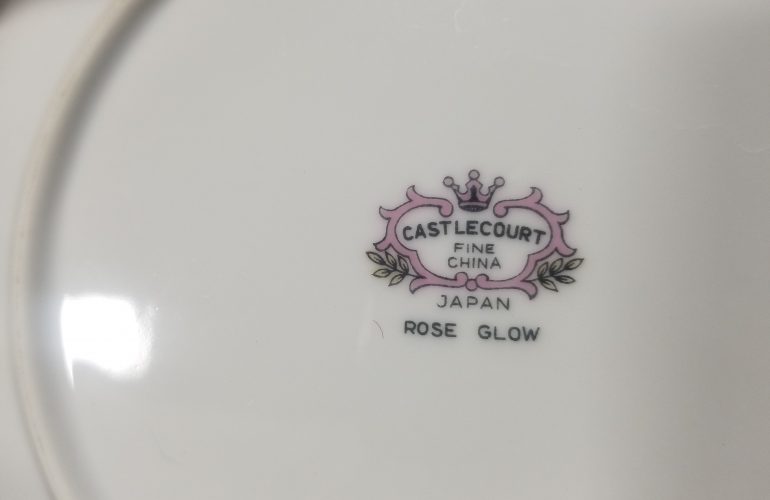 CASTLECOURT
FINE
CHINA
JAPAN
ROSE GLOW